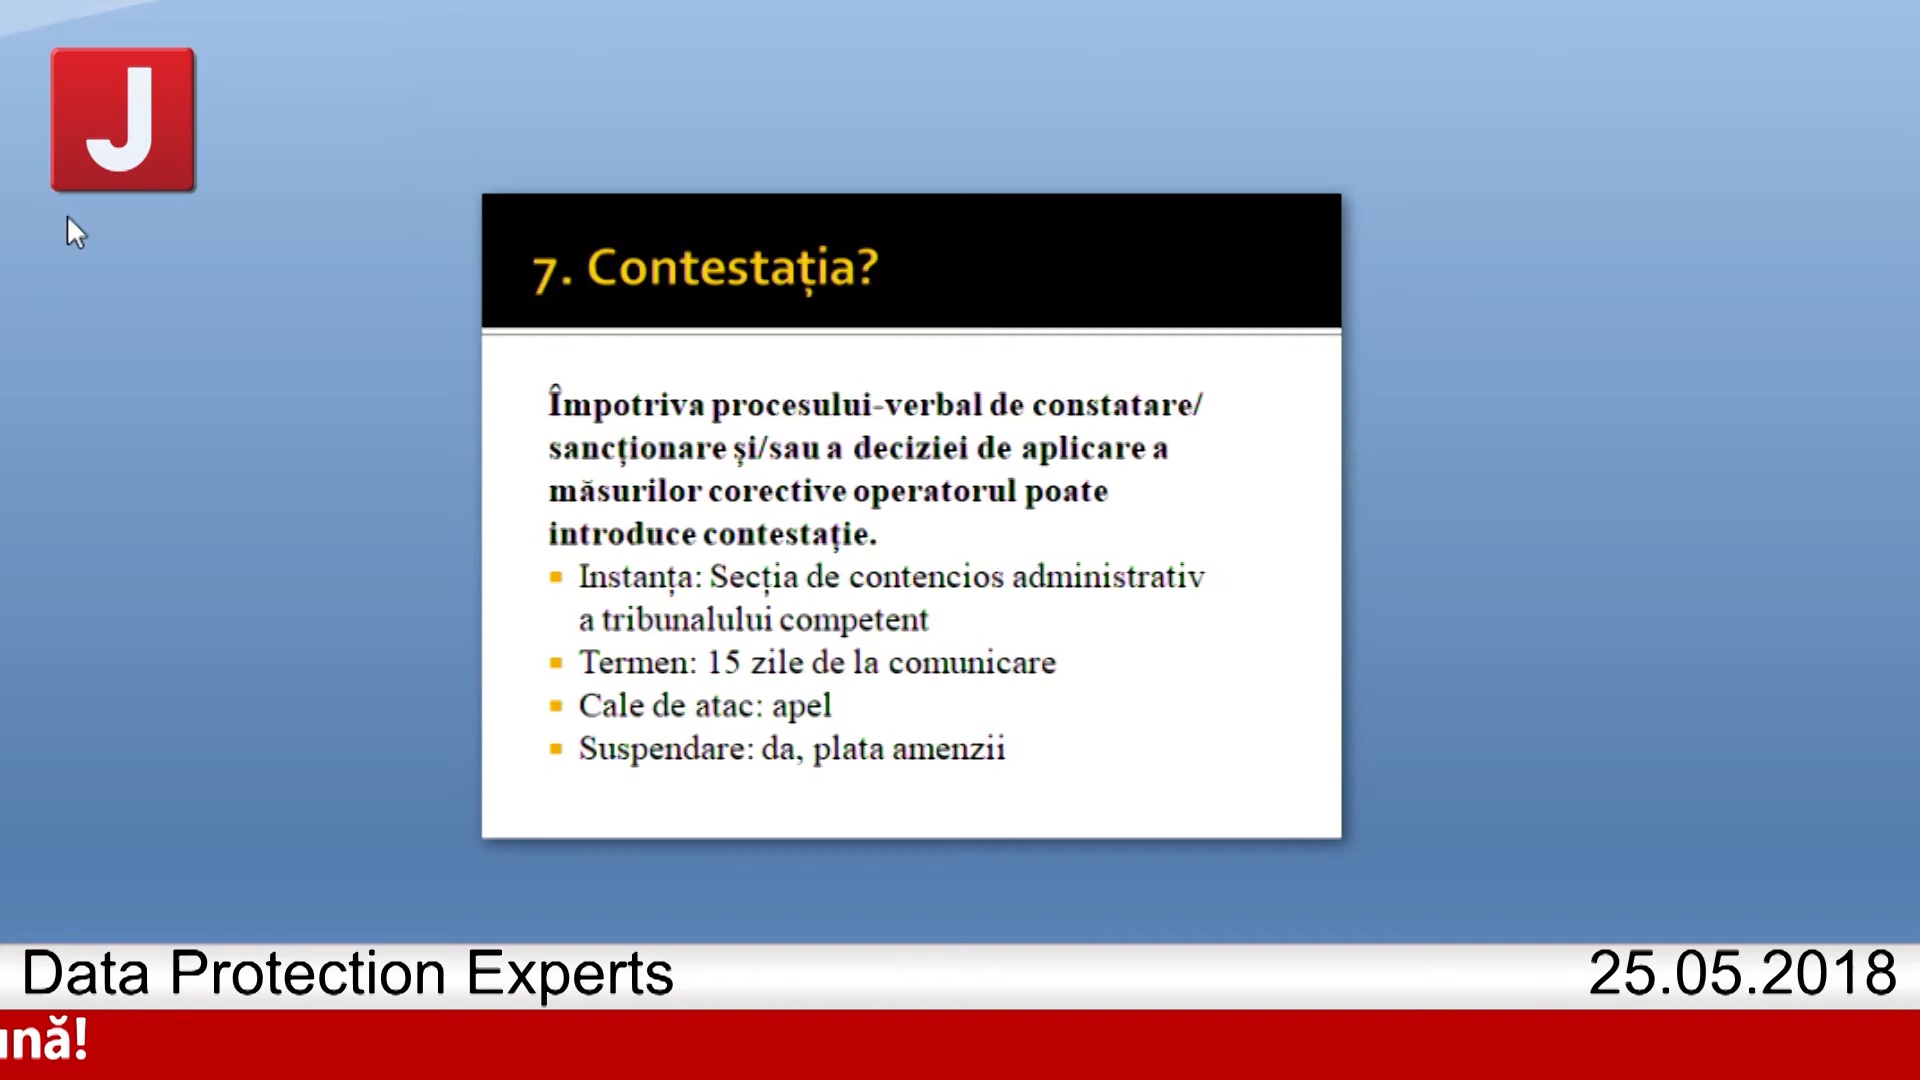 J
7. Contestația?
Împotriva procesului-verbal de constatare/
sancționare și/sau a deciziei de aplicare a
măsurilor corective operatorul poate
introduce contestație.
Instanța: Secția de contencios administrativ
a tribunalului competent
Termen: 15 zile de la comunicare
Cale de atac: apel
Suspendare: da, plata amenzii
Data Protection Experts
25.05.2018